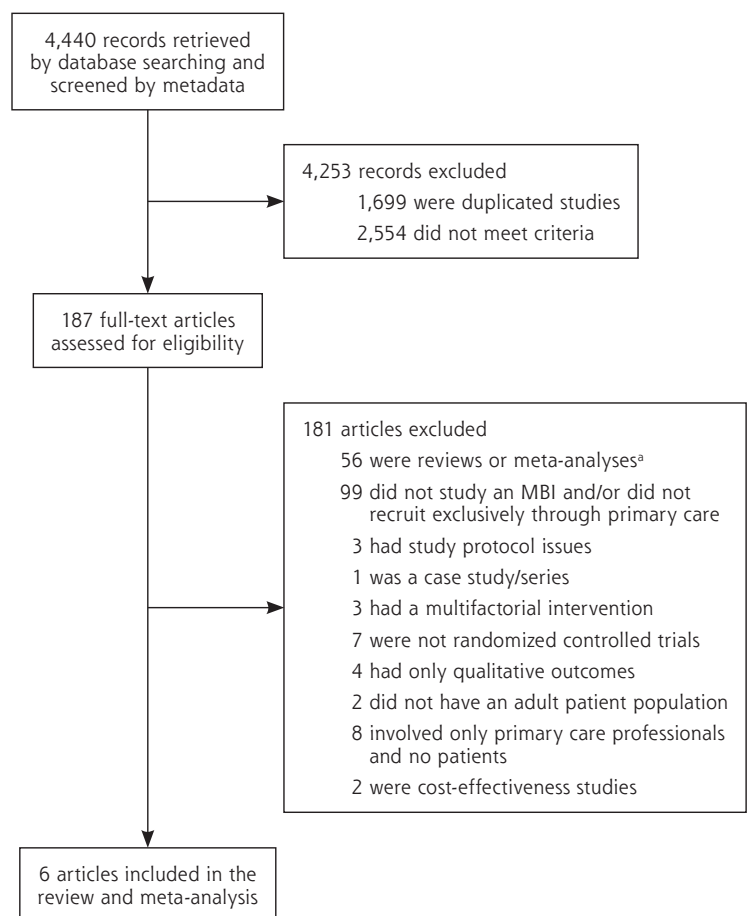 4,440 records retrieved
by database searching and
screened by metadata
4,253 records excluded
1,699 were duplicated studies
2,554 did not meet criteria
187 full-text articles
assessed for eligibility
181 articles excluded
56 were reviews or meta-analysesᵃ
99 did not study an MBI and/or did not
recruit exclusively through primary care
3 had study protocol issues
1 was a case study/series
3 had a multifactorial intervention
7 were not randomized controlled trials
4 had only qualitative outcomes
2 did not have an adult patient population
8 involved only primary care professionals
and no patients
2 were cost-effectiveness studies
6 articles included in the
review and meta-analysis